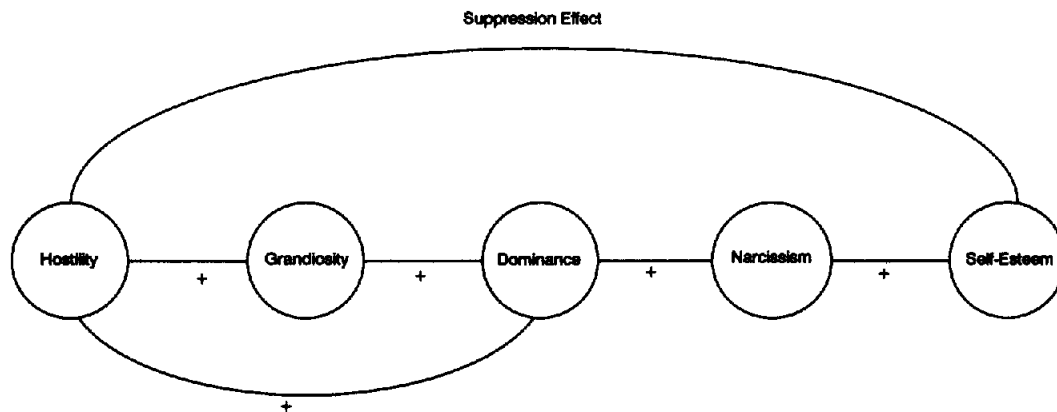 Suppression Effect
Hostility
+
Grandiosity
+
Dominance
+
Narcissism
+
Self-Esteem
+